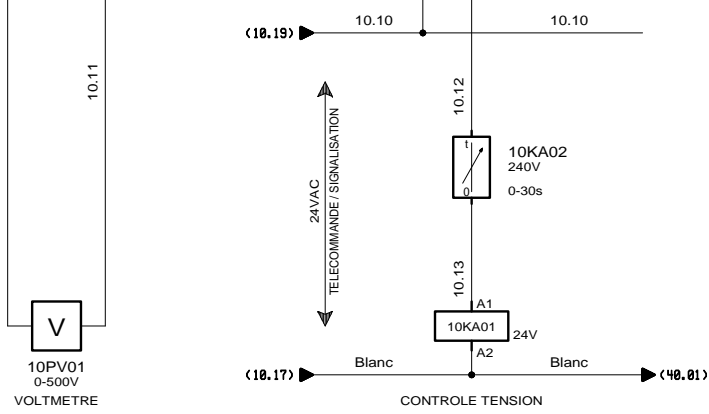 (10.19)
10.10
10.10
10.11
10.12
24VAC
TELECOMMANDE / SIGNALISATION
t
0
10KA02
240V
0-30s
10.13
A1
10KA01
24V
A2
V
10PV01
0-500V
VOLTMETRE
(10.17)
Blanc
Blanc
(40.01)
CONTROLE TENSION